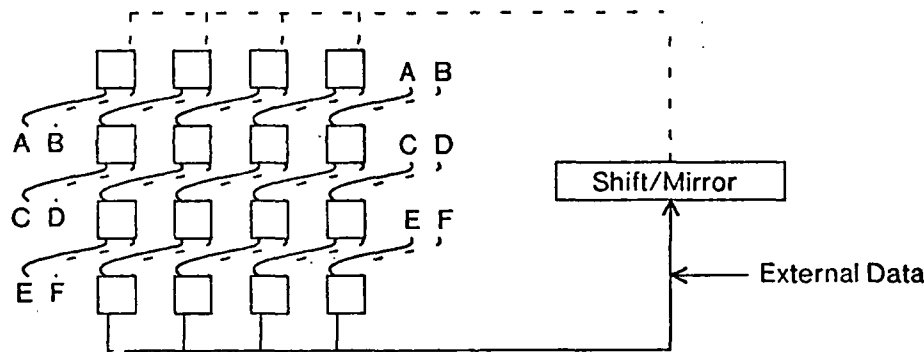 A B
A B
C D
Shift/Mirror
C D
E F
External Data
E F